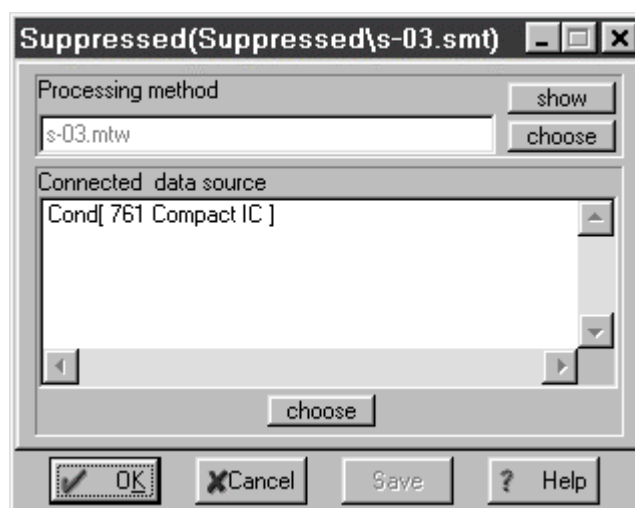 Suppressed(Suppressed\s-03.smt)
Processing method
show
s-03.mtw
choose
Connected data source
Cond[ 761 Compact IC ]
choose
OK
Cancel
Save
? Help